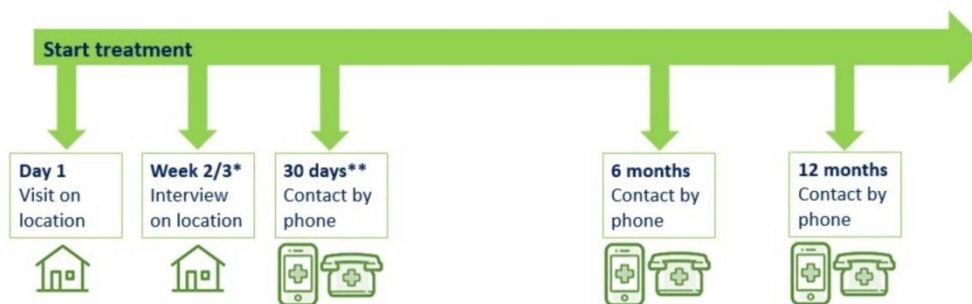 Start treatment
Day 1
Visit on
location
Week 2/3*
Interview
on location
30 days**
Contact by
phone
6 months
Contact by
phone
12 months
Contact by
phone